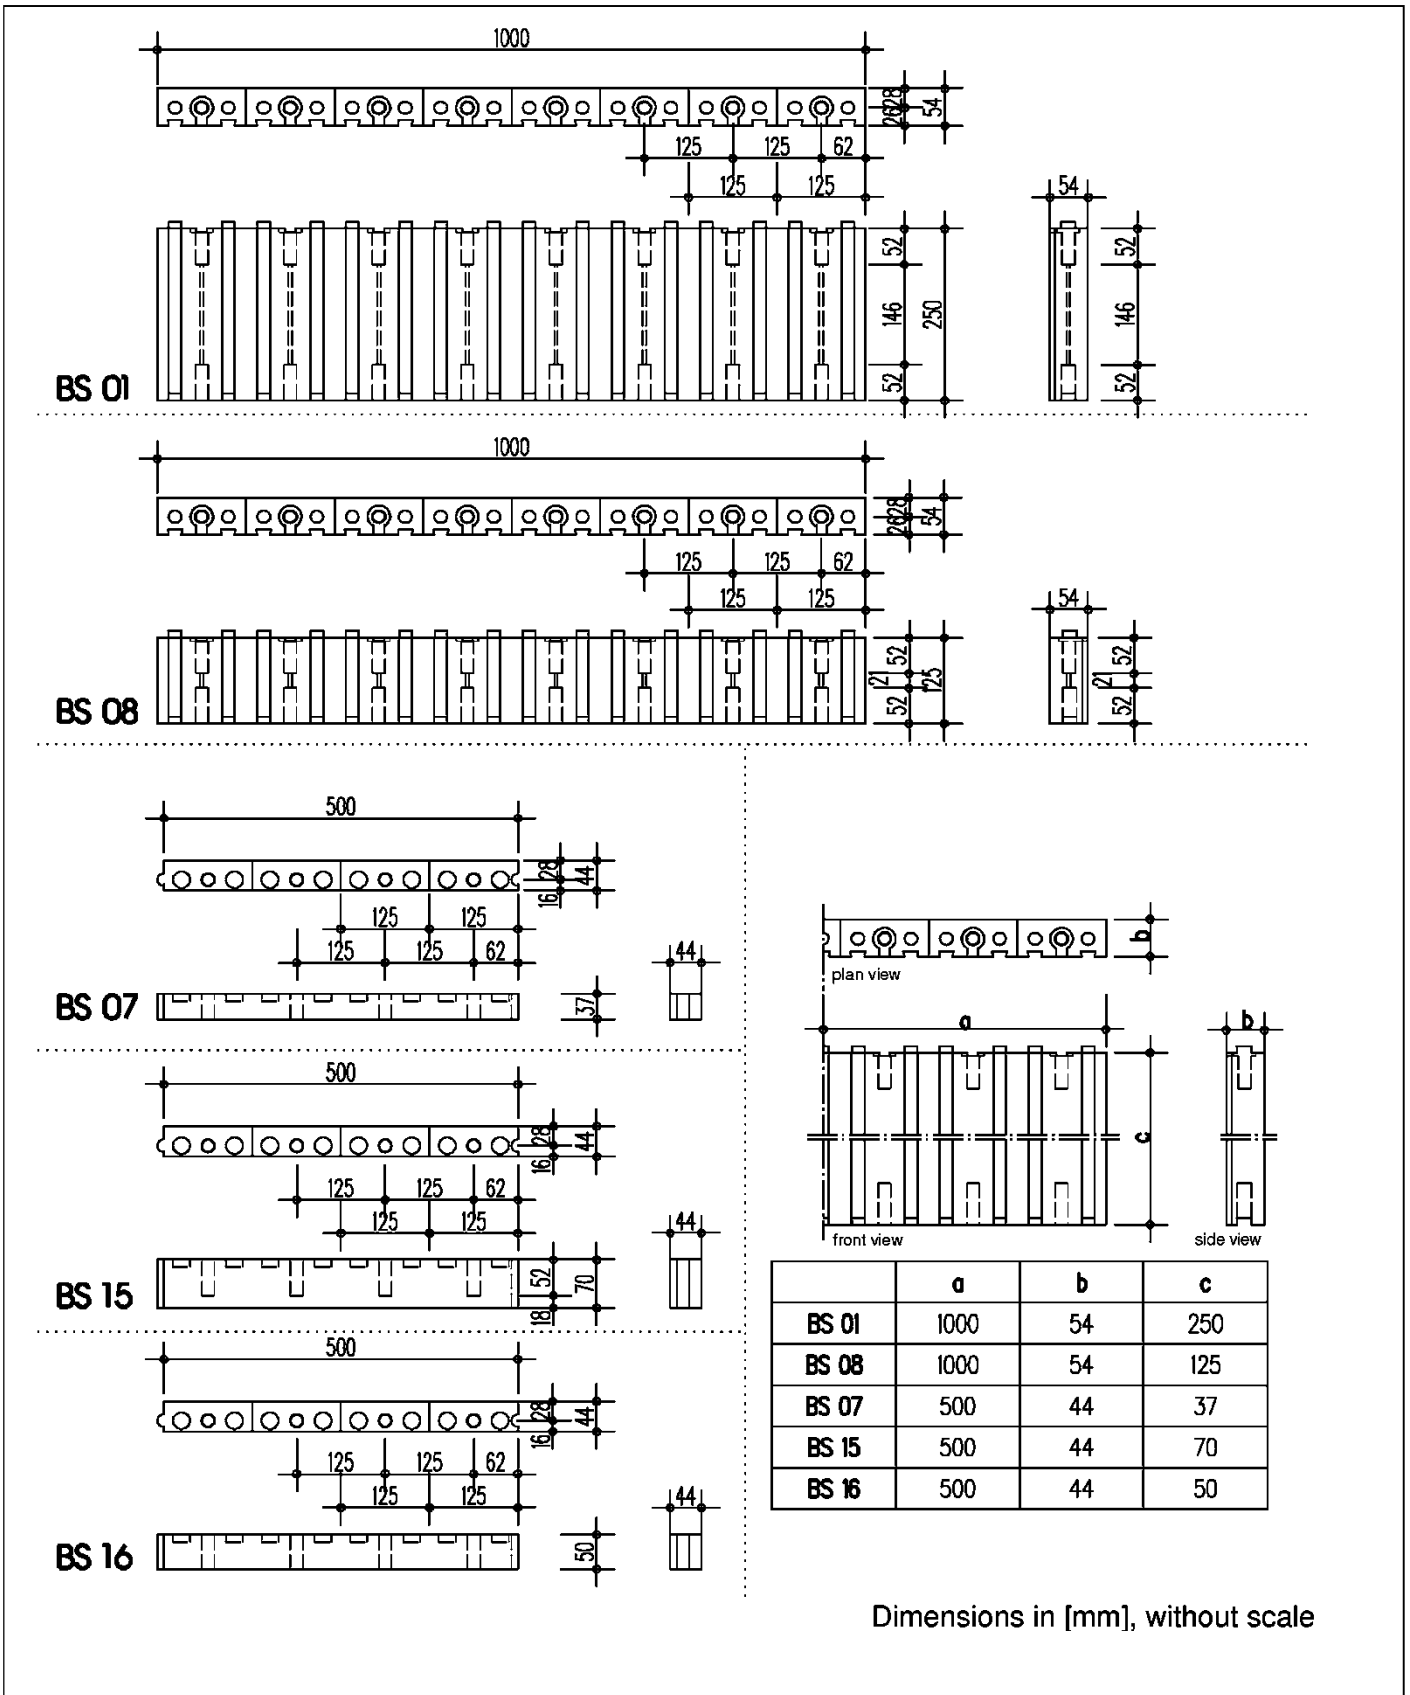 1000
28
26
54
125 125 62
125 125
54
52
146
52
250
52
146
52
BS 01
1000
28
26
54
125 125 62
125 125
54
52
21
52
125
52
21
52
BS 08
500
28
16
44
125 125
125 125 62
44
37
BS 07
500
28
16
44
125 125 62
125 125
44
52
18
70
BS 15
500
28
16
44
125 125 62
125 125
44
50
BS 16
b
plan view
a
b
c
front view
side view
a b c
BS 01 1000 54 250
BS 08 1000 54 125
BS 07 500 44 37
BS 15 500 44 70
BS 16 500 44 50
Dimensions in [mm], without scale